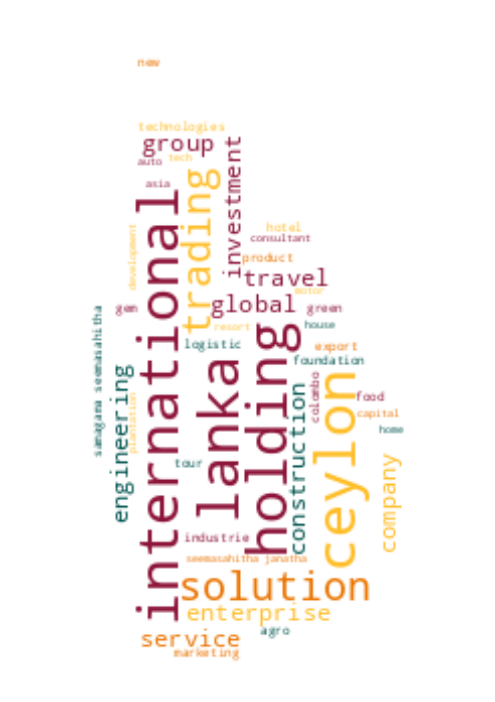 new
technologies
group
tech
auto
asia
investment
trading
international
hotel
consultant
development
product
travel
motor
global
green
gem
samagama seemasahitha
resort
house
holding
logistic
export
foundation
lanka
engineering
ceylon
colombo
construction
plantation
food
capital
home
company
tour
industrie
seemasahitha janatha
solution
enterprise
agro
service
marketing